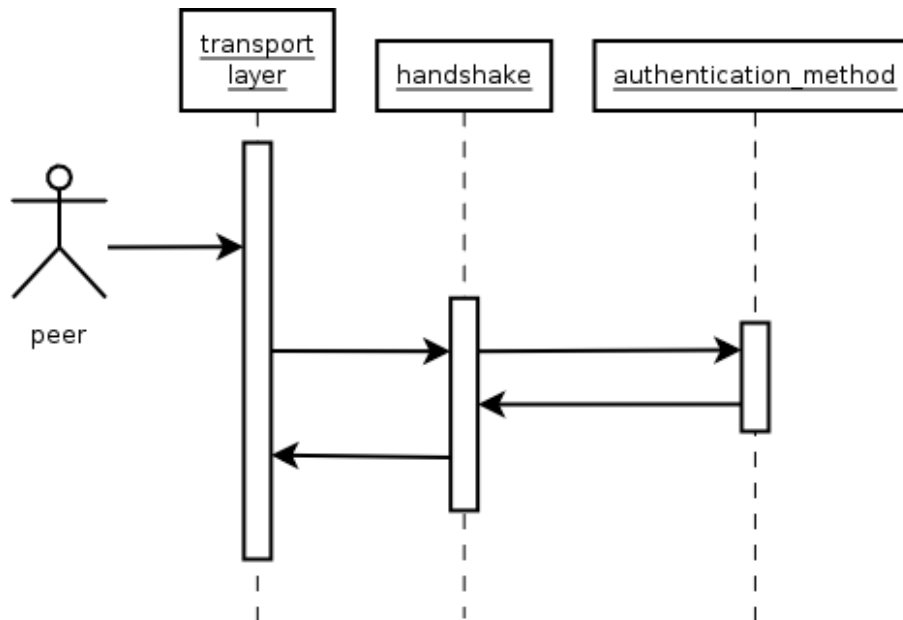 transport
layer
handshake
authentication_method
peer